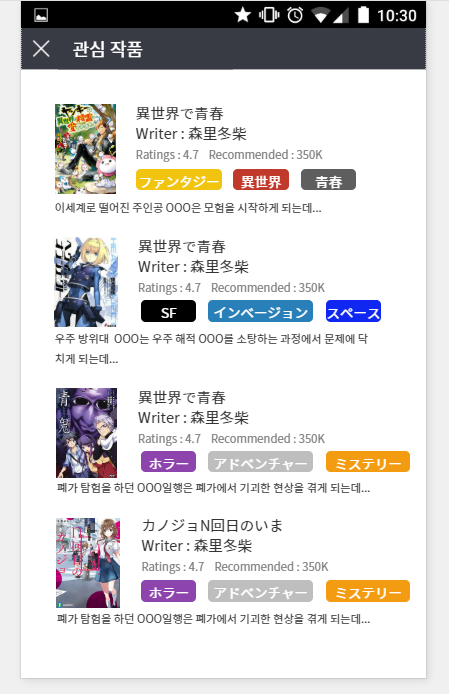 10:30
관심 작품
異世界で青春
Writer : 森里冬柴
Ratings : 4.7 Recommended : 350K
ファンタジー 異世界 青春
이세계로 떨어진 주인공 OOO은 모험을 시작하게 되는데...
異世界で青春
Writer : 森里冬柴
Ratings : 4.7 Recommended : 350K
SF インベージョン スペース
우주 방위대 OOO는 우주 해적 OOO를 소탕하는 과정에서 문제에 닥
치게 되는데...
青鬼
異世界で青春
Writer : 森里冬柴
Ratings : 4.7 Recommended : 350K
ホラー アドベンチャー ミステリー
폐가 탐험을 하던 OOO일행은 폐가에서 기괴한 현상을 겪게 되는데...
カノジョN回目のいま
Writer : 森里冬柴
Ratings : 4.7 Recommended : 350K
ホラー アドベンチャー ミステリー
폐가 탐험을 하던 OOO일행은 폐가에서 기괴한 현상을 겪게 되는데...